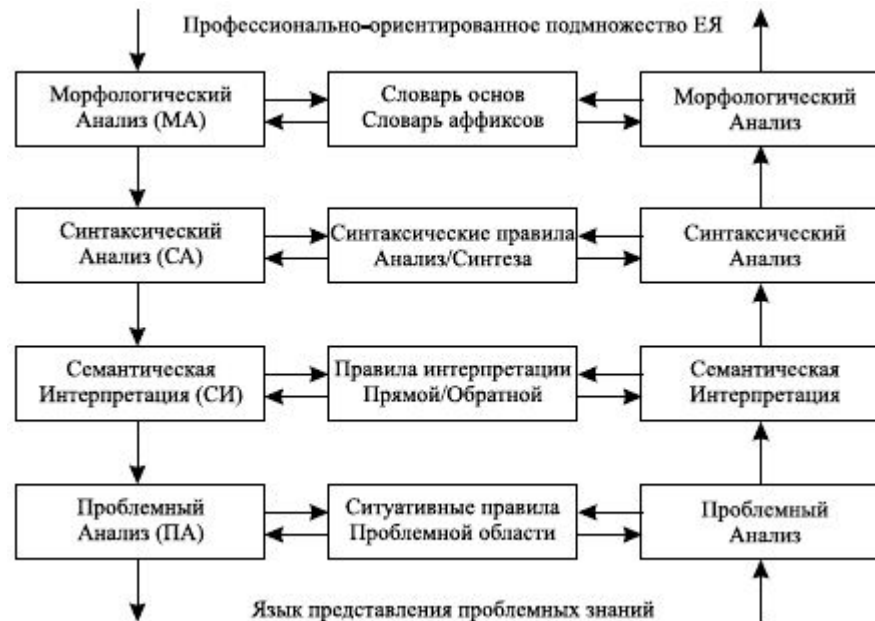 Профессионально-ориентированное подмножество ЕЯ
Морфологический
Анализ (МА)
Словарь основ
Словарь аффиксов
Морфологический
Анализ
Синтаксический
Анализ (СА)
Синтаксические правила
Анализ/Синтеза
Синтаксический
Анализ
Семантическая
Интерпретация (СИ)
Правила интерпретации
Прямой/Обратной
Семантическая
Интерпретация
Проблемный
Анализ (ПА)
Ситуативные правила
Проблемной области
Проблемный
Анализ
Язык представления проблемных знаний